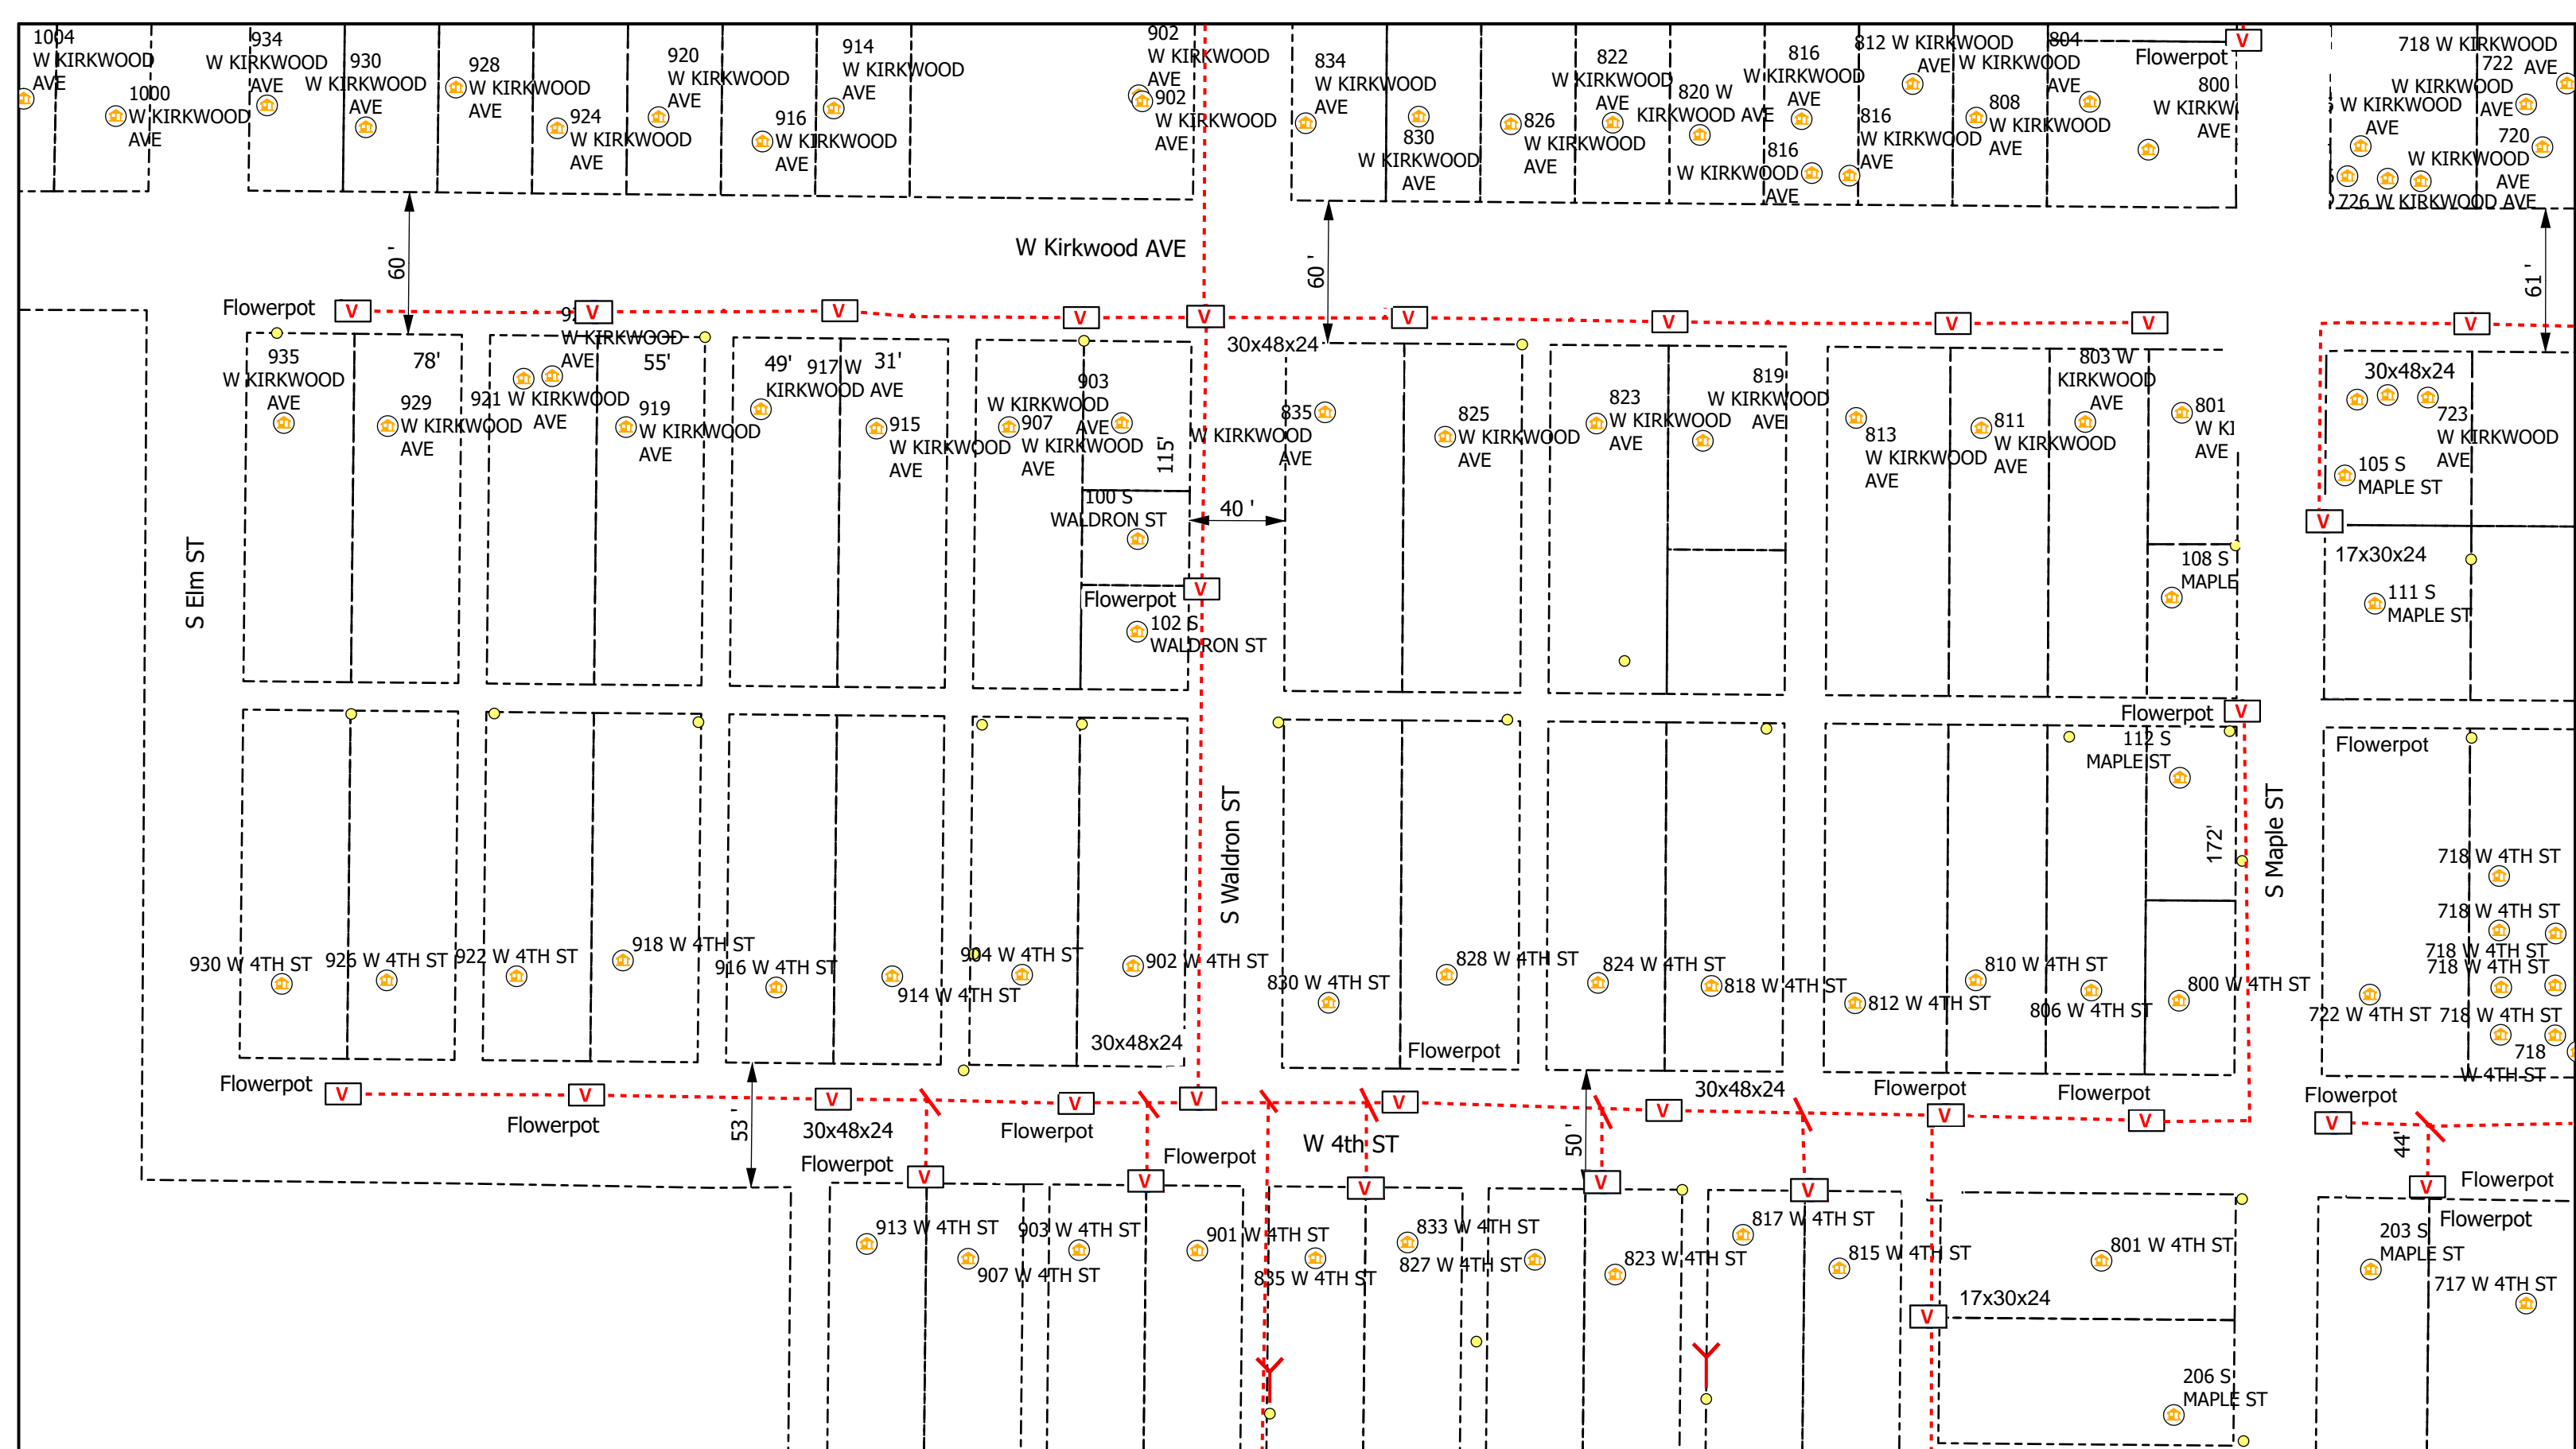 1004
W KIRKWOOD
AVE
1000
W KIRKWOOD
AVE
934
W KIRKWOOD
AVE
930
W KIRKWOOD
AVE
928
W KIRKWOOD
AVE
924
W KIRKWOOD
AVE
920
W KIRKWOOD
AVE
916
W KIRKWOOD
AVE
914
W KIRKWOOD
AVE
902
W KIRKWOOD
AVE
902
W KIRKWOOD
AVE
834
W KIRKWOOD
AVE
830
W KIRKWOOD
AVE
826
W KIRKWOOD
AVE
822
W KIRKWOOD
AVE
820 W
KIRKWOOD AVE
816
W KIRKWOOD
AVE
816
W KIRKWOOD
AVE
816
W KIRKWOOD
AVE
812 W KIRKWOOD
AVE
808
W KIRKWOOD
AVE
804
W KIRKWOOD
AVE
Flowerpot
V
800
W KIRKW
AVE
718 W KIRKWOOD
AVE
722
W KIRKWOOD
AVE
W KIRKWOOD
AVE
720
W KIRKWOOD
AVE
726 W KIRKWOOD AVE
60 '
W Kirkwood AVE
60 '
61 '
Flowerpot
V
V
V
V
V
V
V
V
V
V
30x48x24
935
W KIRKWOOD
AVE
78'
929
W KIRKWOOD
AVE
W KIRKWOOD
AVE
921 W KIRKWOOD
AVE
55'
919
W KIRKWOOD
AVE
49'
917 W
KIRKWOOD AVE
31'
915
W KIRKWOOD
AVE
907
W KIRKWOOD
AVE
903
W KIRKWOOD
AVE
115'
835
W KIRKWOOD
AVE
825
W KIRKWOOD
AVE
823
W KIRKWOOD
AVE
819
W KIRKWOOD
AVE
813
W KIRKWOOD
AVE
811
W KIRKWOOD
AVE
803 W
KIRKWOOD
AVE
801
W KI
AVE
30x48x24
723
W KIRKWOOD
AVE
105 S
MAPLE ST
V
17x30x24
111 S
MAPLE ST
100 S
WALDRON ST
40 '
V
Flowerpot
102 S
WALDRON ST
108 S
MAPLE
S Elm ST
Flowerpot
V
112 S
MAPLE ST
Flowerpot
S Waldron ST
172'
S Maple ST
930 W 4TH ST
926 W 4TH ST
922 W 4TH ST
918 W 4TH ST
916 W 4TH ST
914 W 4TH ST
904 W 4TH ST
902 W 4TH ST
830 W 4TH ST
828 W 4TH ST
824 W 4TH ST
818 W 4TH ST
812 W 4TH ST
810 W 4TH ST
806 W 4TH ST
800 W 4TH ST
722 W 4TH ST
718 W 4TH ST
718 W 4TH ST
718 W 4TH ST
718 W 4TH ST
718 W 4TH ST
718
W 4TH ST
30x48x24
Flowerpot
Flowerpot
V
V
Flowerpot
V
30x48x24
V
Flowerpot
V
V
V
30x48x24
Flowerpot
V
Flowerpot
V
Flowerpot
V
53 '
W 4th ST
50 '
44'
Flowerpot
V
Flowerpot
V
V
V
V
V
Flowerpot
Flowerpot
913 W 4TH ST
907 W 4TH ST
903 W 4TH ST
901 W 4TH ST
835 W 4TH ST
833 W 4TH ST
827 W 4TH ST
823 W 4TH ST
817 W 4TH ST
815 W 4TH ST
801 W 4TH ST
203 S
MAPLE ST
717 W 4TH ST
V
17x30x24
206 S
MAPLE ST